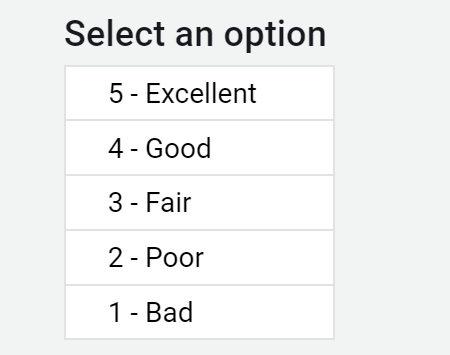 Select an option
5 - Excellent
4 - Good
3 - Fair
2 - Poor
1 - Bad